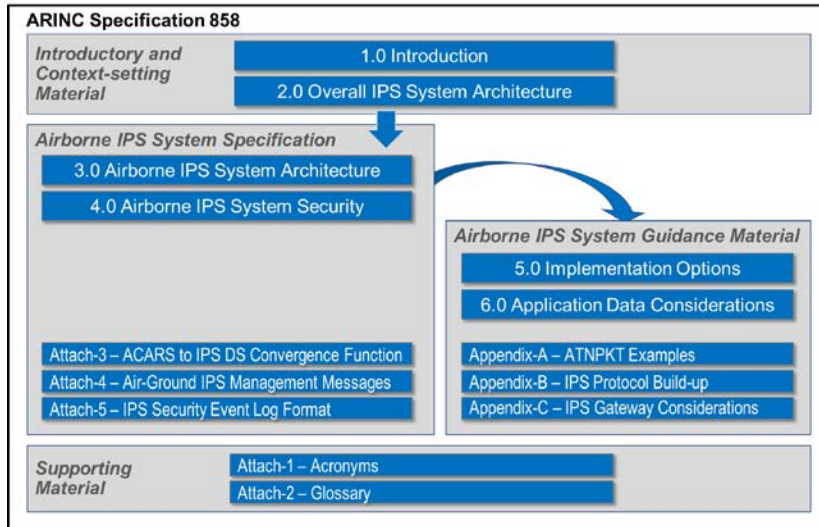 ARINC Specification 858
Introductory and
Context-setting
Material
1.0 Introduction
2.0 Overall IPS System Architecture
Airborne IPS System Specification
3.0 Airborne IPS System Architecture
4.0 Airborne IPS System Security
Attach-3 – ACARS to IPS DS Convergence Function
Attach-4 – Air-Ground IPS Management Messages
Attach-5 – IPS Security Event Log Format
Airborne IPS System Guidance Material
5.0 Implementation Options
6.0 Application Data Considerations
Appendix-A – ATNPKT Examples
Appendix-B – IPS Protocol Build-up
Appendix-C – IPS Gateway Considerations
Supporting
Material
Attach-1 – Acronyms
Attach-2 – Glossary